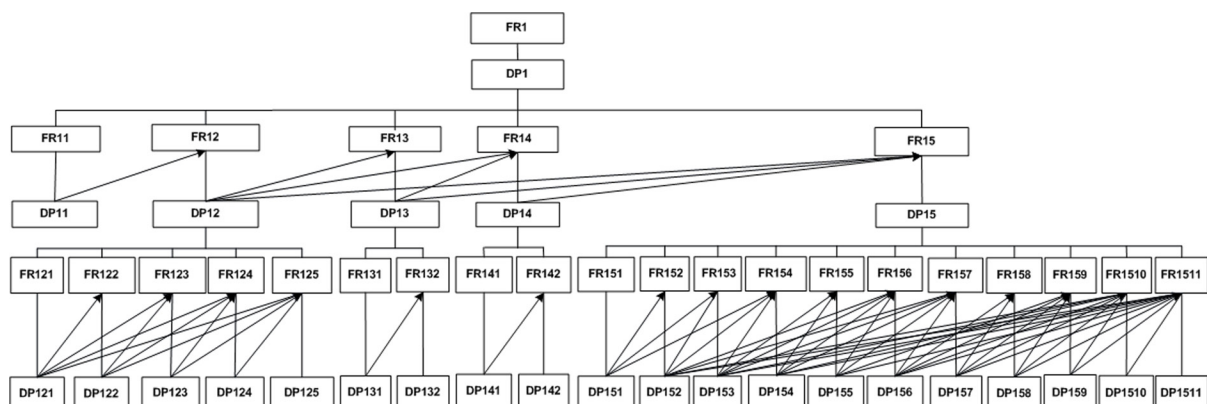 FR1
DP1
FR11 FR12 FR13 FR14 FR15
DP11 DP12 DP13 DP14 DP15
FR121 FR122 FR123 FR124 FR125 FR131 FR132 FR141 FR142 FR151 FR152 FR153 FR154 FR155 FR156 FR157 FR158 FR159 FR1510 FR1511
DP121 DP122 DP123 DP124 DP125 DP131 DP132 DP141 DP142 DP151 DP152 DP153 DP154 DP155 DP156 DP157 DP158 DP159 DP1510 DP1511